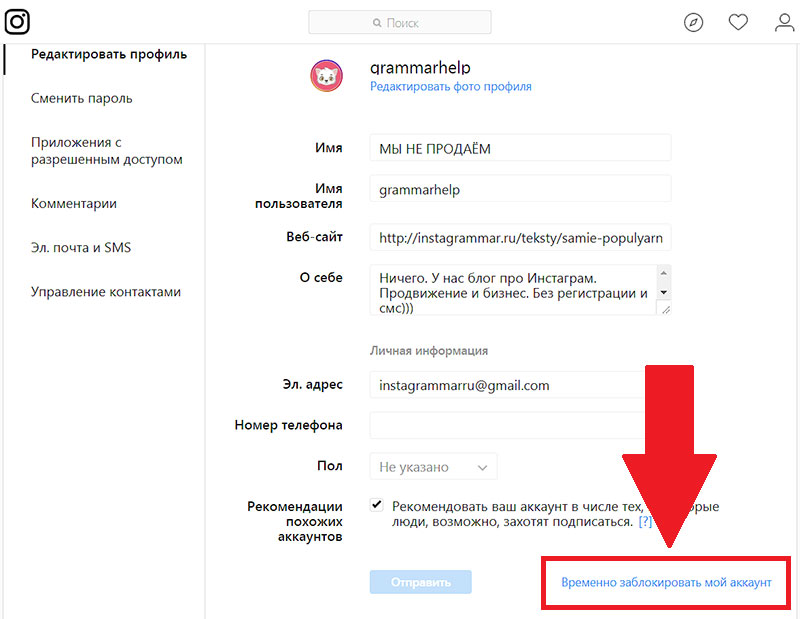 Поиск
Редактировать профиль
Сменить пароль
Приложения с
разрешенным доступом
Комментарии
Эл. почта и SMS
Управление контактами
grammarhelp
Редактировать фото профиля
Имя
МЫ НЕ ПРОДАЁМ
Имя
пользователя
grammarhelp
Веб-сайт
http://instagrammar.ru/teksty/samie-populyarn
О себе
Ничего. У нас блог про Инстаграм.
Продвижение и бизнес. Без регистрации и
смс)))
Личная информация
Эл. адрес
instagrammarru@gmail.com
Номер телефона
Пол
Не указано
Рекомендации
похожих
аккаунтов
Рекомендовать ваш аккаунт в числе тех,
люди, возможно, захотят подписаться. [?]
Отправить
Временно заблокировать мой аккаунт